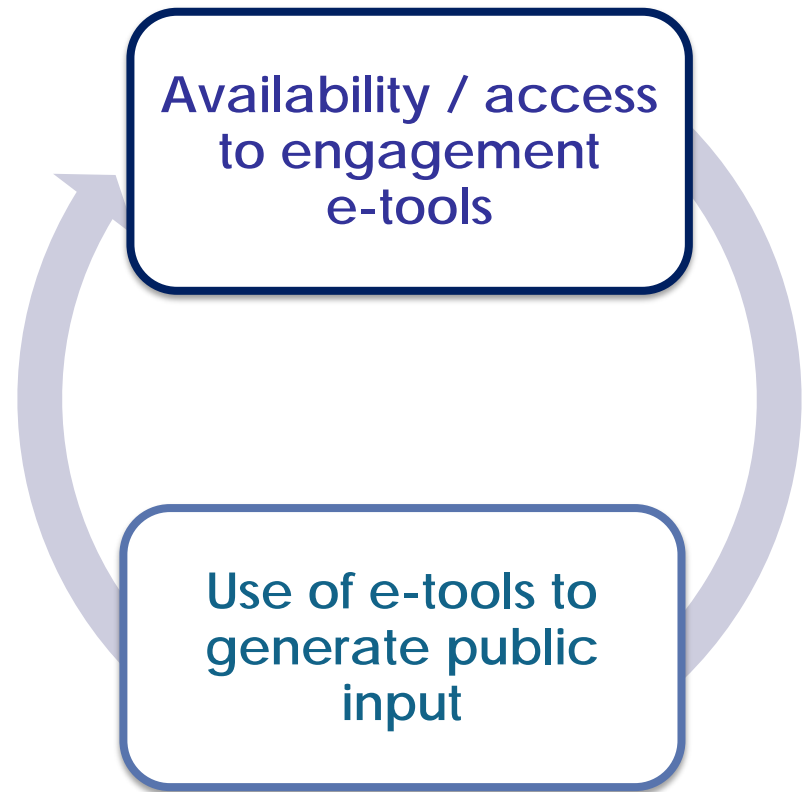 Availability / access
to engagement
e-tools
Use of e-tools to
generate public
input